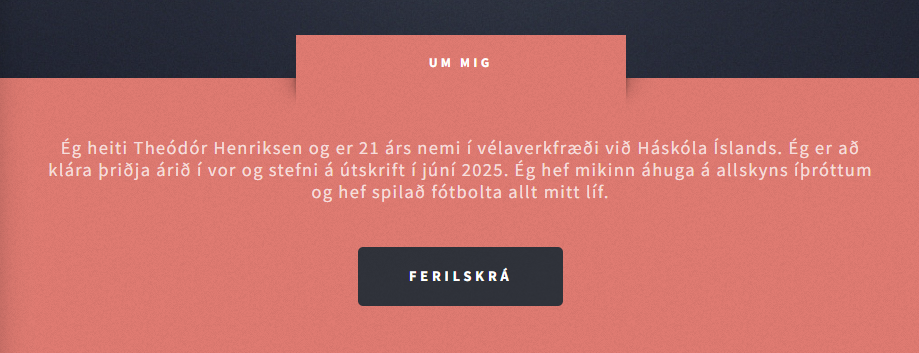 UM MIG
Ég heiti Theódór Henriksen og er 21 árs nemi í vélaverkfræði við Háskóla Íslands. Ég er að
klára þriðja árið í vor og stefni á útskrift í júní 2025. Ég hef mikinn áhuga á allskyns íþróttum
og hef spilað fótbolta allt mitt líf.
FERILSKRÁ